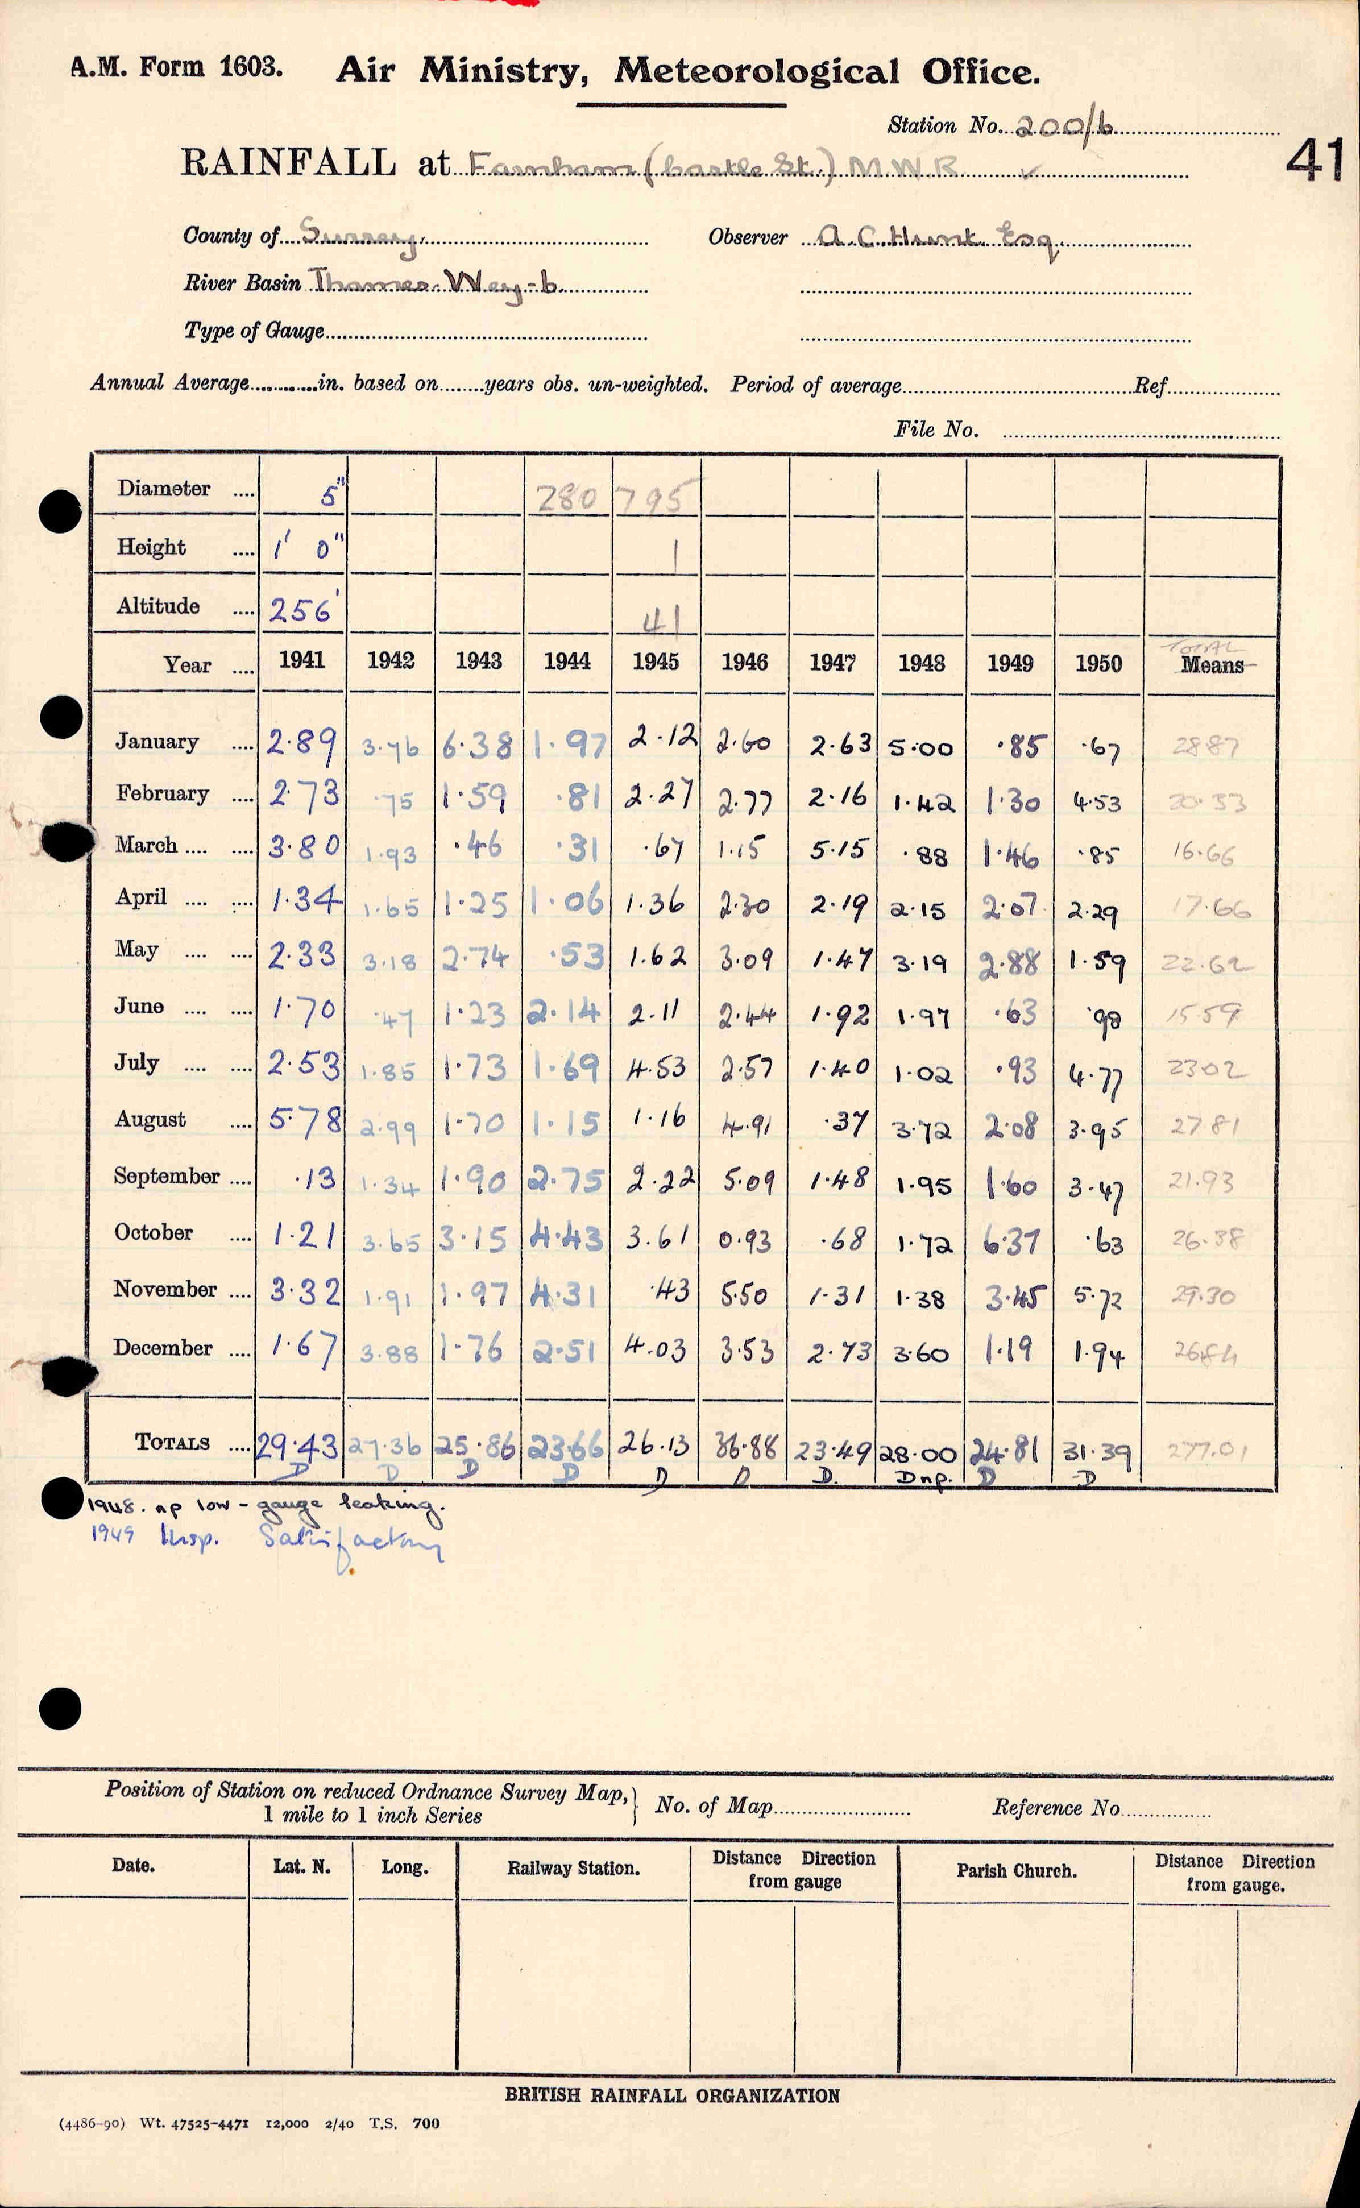 A.M. Form 1603. Air Ministry, Meteorological Office.
Station No. 200/b
41
RAINFALL at Farnham (Castle St.) M.W.R ✓
County of Surrey. Observer A.C. Hunt. Esq.
River Basin Thames-Wey-b
Type of Gauge
Annual Average in. based on years obs. un-weighted. Period of average Ref
File No.
Diameter .... 5" 280 795
Height .... 1' 0" 1
Altitude .... 256' 41
Year .... 1941 1942 1943 1944 1945 1946 1947 1948 1949 1950 TOTAL Means
January .... 2.89 3.76 6.38 1.97 2.12 2.60 2.63 5.00 .85 .67 28.87
February .... 2.73 .75 1.59 .81 2.27 2.77 2.16 1.42 1.30 4.53 20.33
March .... .... 3.80 1.93 .46 .31 .67 1.15 5.15 .88 1.46 .85 16.66
April .... .... 1.34 1.65 1.25 1.06 1.36 2.30 2.19 2.15 2.07 2.29 17.66
May .... .... 2.33 3.18 2.74 .53 1.62 3.09 1.47 3.19 2.88 1.59 22.62
June .... .... 1.70 .47 1.23 2.14 2.11 2.44 1.92 1.97 .63 .98 15.59
July .... .... 2.53 1.85 1.73 1.69 4.53 2.57 1.40 1.02 .93 4.77 23.02
August .... 5.78 2.99 1.70 1.15 1.16 4.91 .37 3.72 2.08 3.95 27.81
September .... .13 1.34 1.90 2.75 2.22 5.09 1.48 1.95 1.60 3.47 21.93
October .... 1.21 3.65 3.15 4.43 3.61 0.93 .68 1.72 6.37 .63 26.38
November .... 3.32 1.91 1.97 4.31 .43 5.50 1.31 1.38 3.45 5.72 29.30
December .... 1.67 3.88 1.76 2.51 4.03 3.53 2.73 3.60 1.19 1.94 26.84
TOTALS .... 29.43 27.36 25.86 23.66 26.13 36.88 23.49 28.00 24.81 31.39 277.01
D D D D D D D. Dnp. D D
1948. np low - gauge leaking.
1949 Insp. Satisfactory
Position of Station on reduced Ordnance Survey Map,
1 mile to 1 inch Series } No. of Map Reference No
Date. Lat. N. Long. Railway Station. Distance Direction from gauge Parish Church. Distance Direction from gauge.
BRITISH RAINFALL ORGANIZATION
(4486-90) Wt. 47525-4471 12,000 2/40 T.S. 700